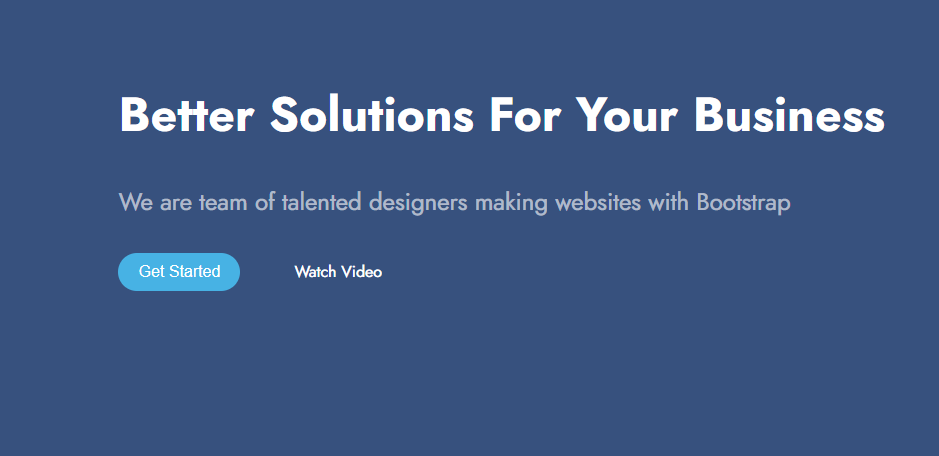 Better Solutions For Your Business
We are team of talented designers making websites with Bootstrap
Get Started
Watch Video